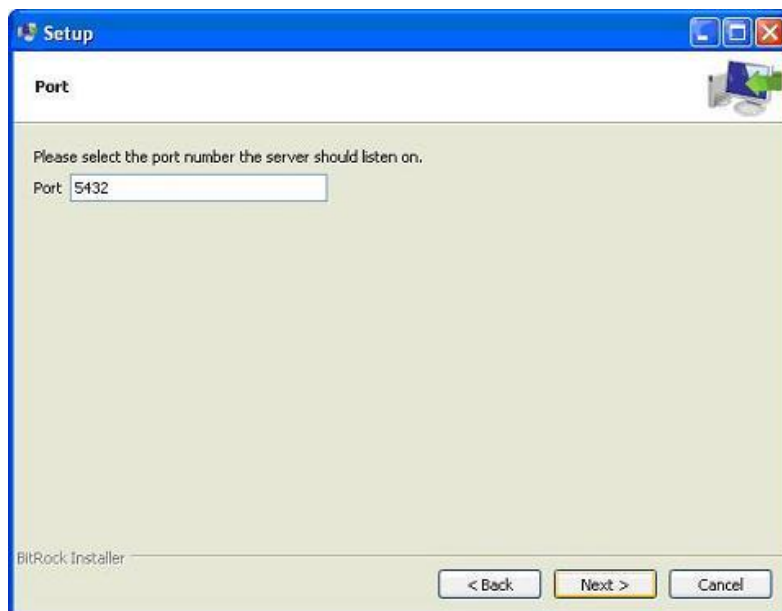 Setup
Port
Please select the port number the server should listen on.
Port 5432
BitRock Installer
< Back Next > Cancel